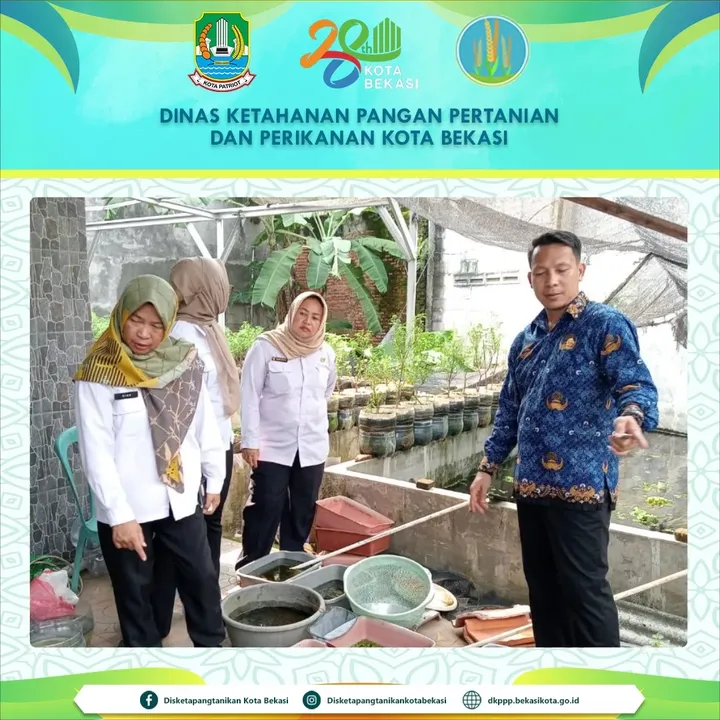 KOTA PATRIOT
28th
KOTA
BEKASI
DINAS KETAHANAN PANGAN PERTANIAN
DAN PERIKANAN KOTA BEKASI
Disketapangtanikan Kota Bekasi
Disketapangtanikankotabekasi
dkppp.bekasikota.go.id